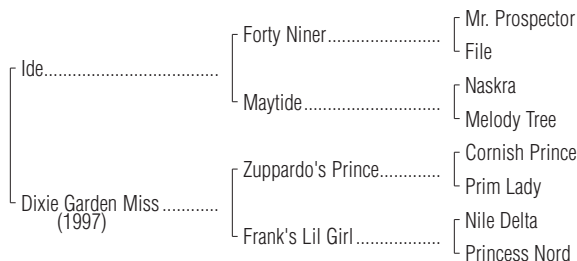 Mr. Prospector
Forty Niner........................
File
Ide.....................................
Naskra
Maytide.............................
Melody Tree
Cornish Prince
Zuppardo's Prince.............
Prim Lady
Dixie Garden Miss ............
(1997)
Nile Delta
Frank's Lil Girl ..................
Princess Nord